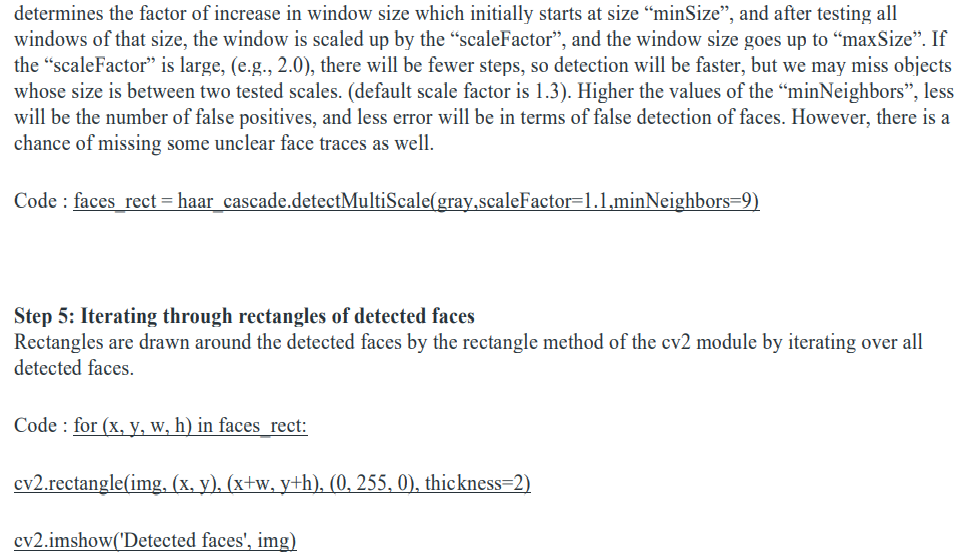 determines the factor of increase in window size which initially starts at size “minSize”, and after testing all
windows of that size, the window is scaled up by the “scaleFactor”, and the window size goes up to “maxSize”. If
the “scaleFactor” is large, (e.g., 2.0), there will be fewer steps, so detection will be faster, but we may miss objects
whose size is between two tested scales. (default scale factor is 1.3). Higher the values of the “minNeighbors”, less
will be the number of false positives, and less error will be in terms of false detection of faces. However, there is a
chance of missing some unclear face traces as well.
Code : faces_rect = haar_cascade.detectMultiScale(gray,scaleFactor=1.1,minNeighbors=9)
Step 5: Iterating through rectangles of detected faces
Rectangles are drawn around the detected faces by the rectangle method of the cv2 module by iterating over all
detected faces.
Code : for (x, y, w, h) in faces_rect:
cv2.rectangle(img, (x, y), (x+w, y+h), (0, 255, 0), thickness=2)
cv2.imshow('Detected faces', img)